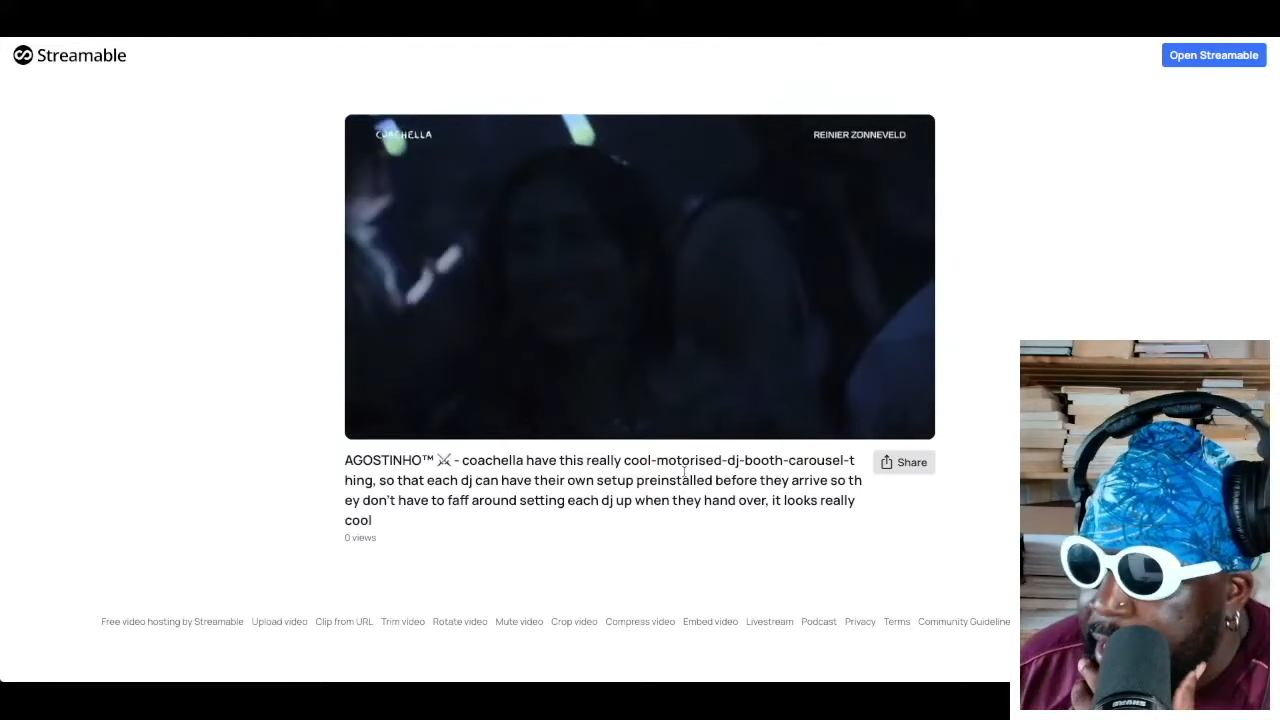 Streamable
Open Streamable
COACHELLA
REINIER ZONNEVELD
AGOSTINHO™ ⚔ - coachella have this really cool-motorised-dj-booth-carousel-t
hing, so that each dj can have their own setup preinstalled before they arrive so th
ey don't have to faff around setting each dj up when they hand over, it looks really
cool
Share
0 views
Free video hosting by Streamable Upload video Clip from URL Trim video Rotate video Mute video Crop video Compress video Embed video Livestream Podcast Privacy Terms Community Guideline
SHURE